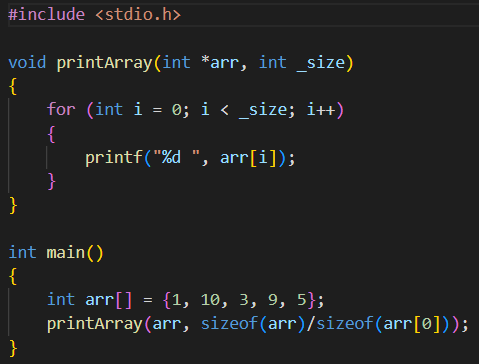 #include <stdio.h>
void printArray(int *arr, int _size)
{
for (int i = 0; i < _size; i++)
{
printf("%d ", arr[i]);
}
}
int main()
{
int arr[] = {1, 10, 3, 9, 5};
printArray(arr, sizeof(arr)/sizeof(arr[0]));
}